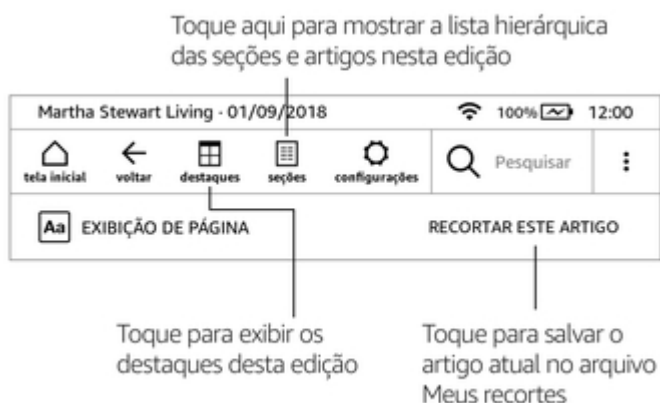 Toque aqui para mostrar a lista hierárquica
das seções e artigos nesta edição
Martha Stewart Living - 01/09/2018 100% 12:00
tela inicial voltar destaques seções configurações Pesquisar
Aa EXIBIÇÃO DE PÁGINA RECORTAR ESTE ARTIGO
Toque para exibir os
destaques desta edição
Toque para salvar o
artigo atual no arquivo
Meus recortes